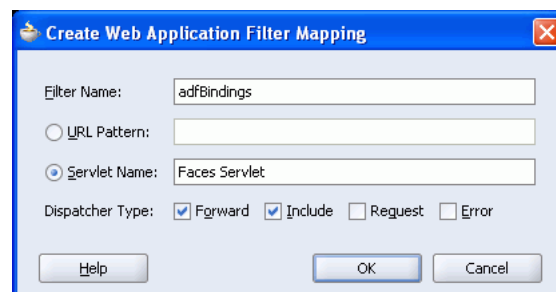 Create Web Application Filter Mapping
Filter Name: adfBindings
URL Pattern:
Servlet Name: Faces Servlet
Dispatcher Type: Forward Include Request Error
Help OK Cancel